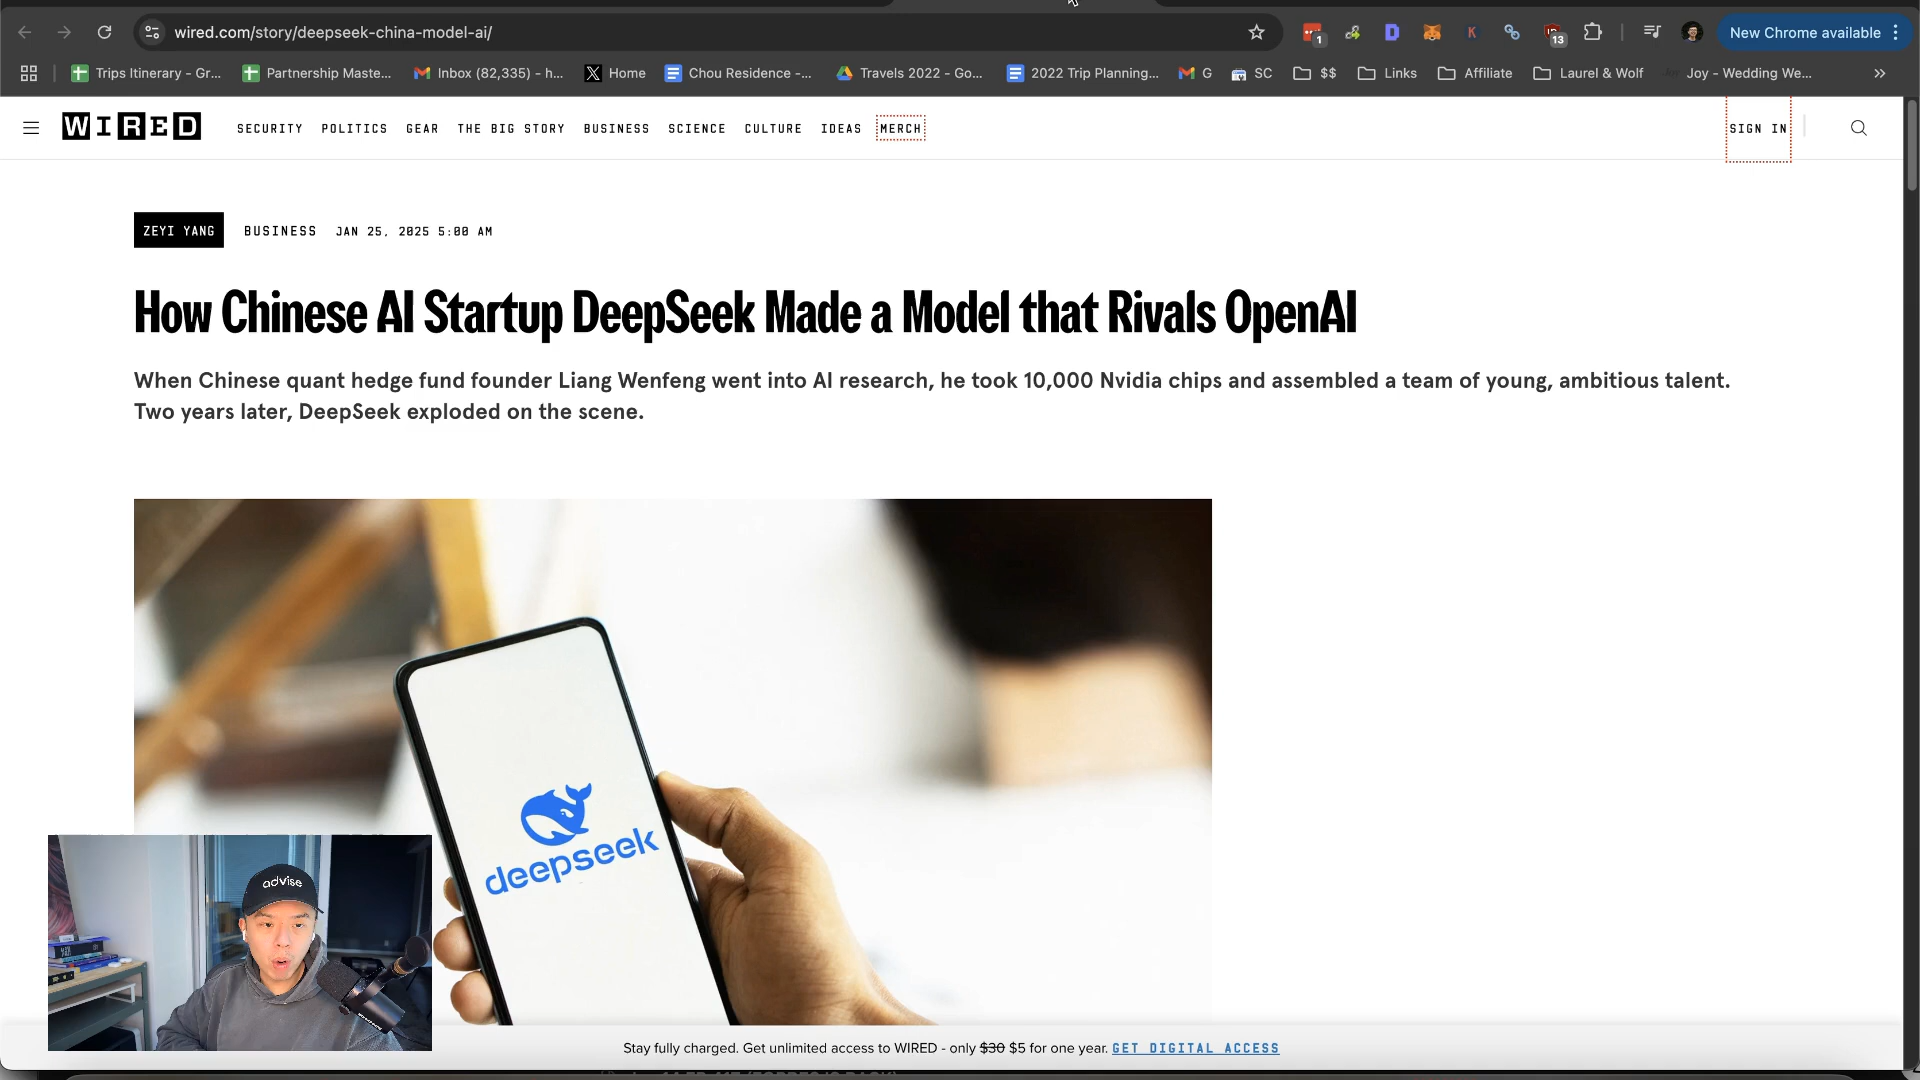 wired.com/story/deepseek-china-model-ai/
1
13
New Chrome available
Trips Itinerary - Gr...
Partnership Maste...
Inbox (82,335) - h...
Home
Chou Residence -...
Travels 2022 - Go...
2022 Trip Planning...
G
SC
$$
Links
Affiliate
Laurel & Wolf
Joy - Wedding We...
WIRED
SECURITY
POLITICS
GEAR
THE BIG STORY
BUSINESS
SCIENCE
CULTURE
IDEAS
MERCH
SIGN IN
ZEYI YANG
BUSINESS
JAN 25, 2025 5:00 AM
How Chinese AI Startup DeepSeek Made a Model that Rivals OpenAI
When Chinese quant hedge fund founder Liang Wenfeng went into AI research, he took 10,000 Nvidia chips and assembled a team of young, ambitious talent.
Two years later, DeepSeek exploded on the scene.
deepseek
advise
Stay fully charged. Get unlimited access to WIRED - only $30 $5 for one year. GET DIGITAL ACCESS